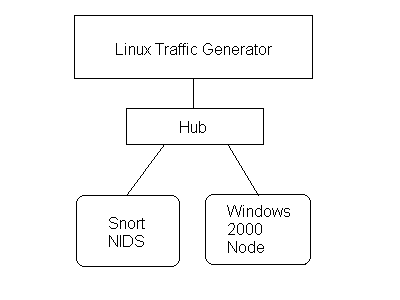 Linux Traffic Generator
Hub
Snort
NIDS
Windows
2000
Node